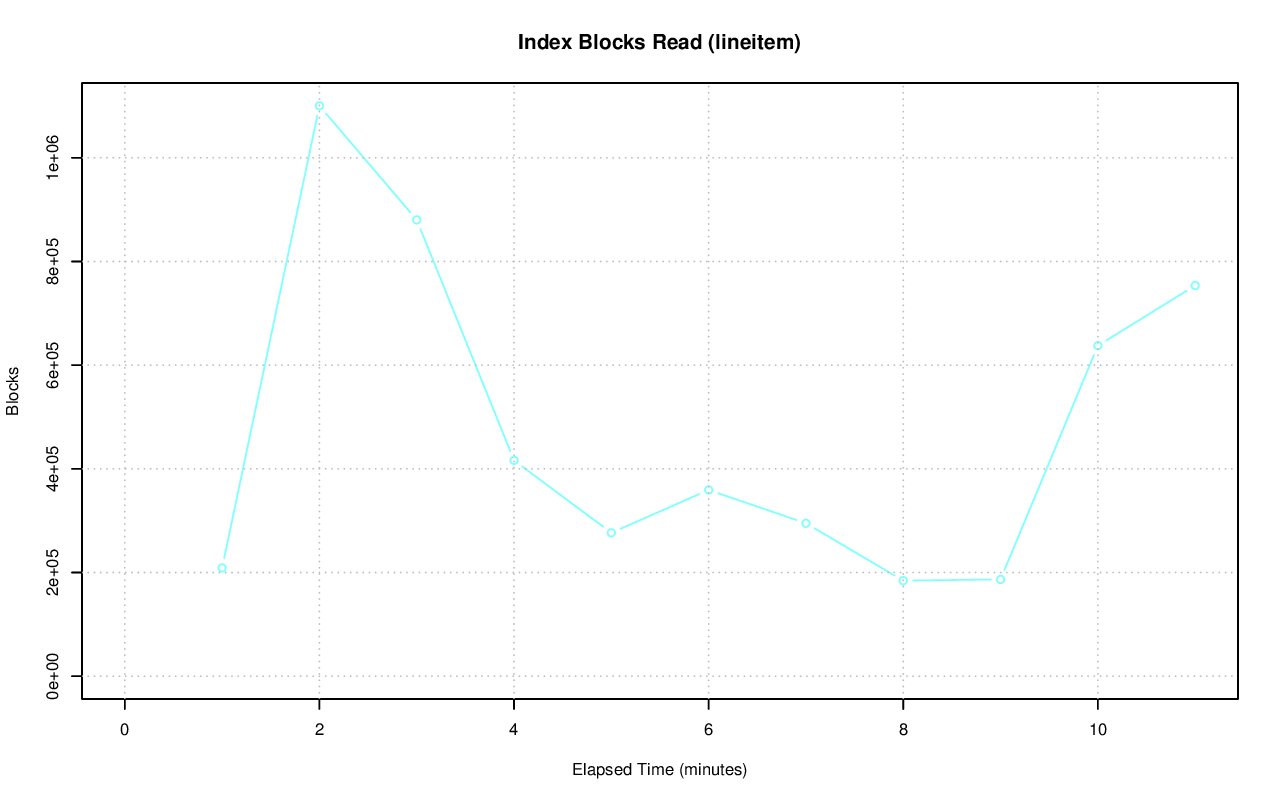 Index Blocks Read (lineitem)
Blocks
1e+06
8e+05
6e+05
4e+05
2e+05
0e+00
0 2 4 6 8 10
Elapsed Time (minutes)